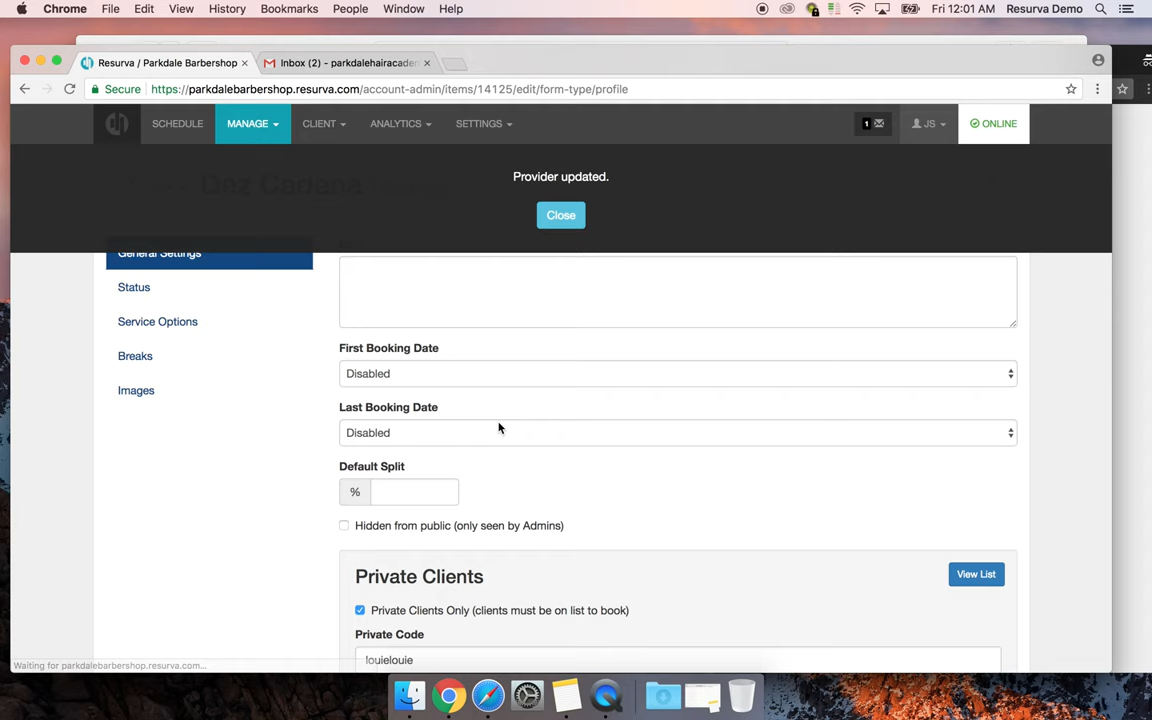 Chrome File Edit View History Bookmarks People Window Help Fri 12:01 AM Resurva Demo
Resurva / Parkdale Barbershop × Inbox (2) - parkdalehairacadem ×
Secure https://parkdalebarbershop.resurva.com/account-admin/items/14125/edit/form-type/profile
SCHEDULE MANAGE CLIENT ANALYTICS SETTINGS 1 JS ONLINE
Provider updated.
Dez Cadena
Close
General Settings
Status
Service Options
Breaks
Images
First Booking Date
Disabled
Last Booking Date
Disabled
Default Split
%
Hidden from public (only seen by Admins)
Private Clients View List
Private Clients Only (clients must be on list to book)
Private Code
louielouie
Waiting for parkdalebarbershop.resurva.com...